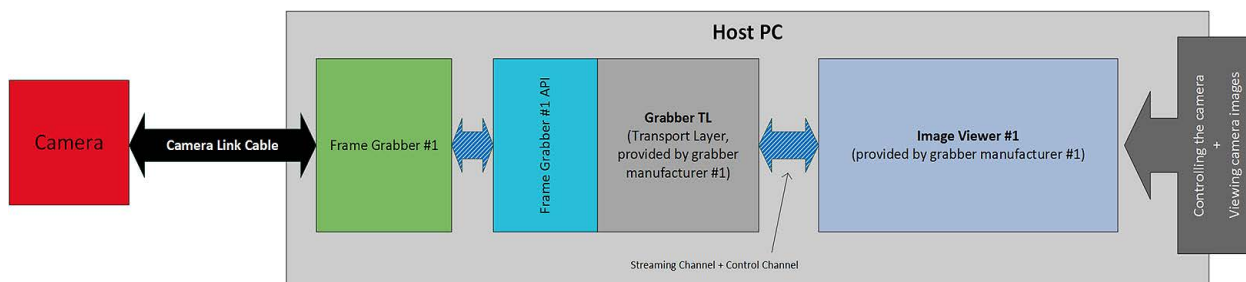 Host PC
Camera
Camera Link Cable
Frame Grabber #1
Frame Grabber #1 API
Grabber TL
(Transport Layer,
provided by grabber
manufacturer #1)
Image Viewer #1
(provided by grabber manufacturer #1)
Controlling the camera
+
Viewing camera images
Streaming Channel + Control Channel